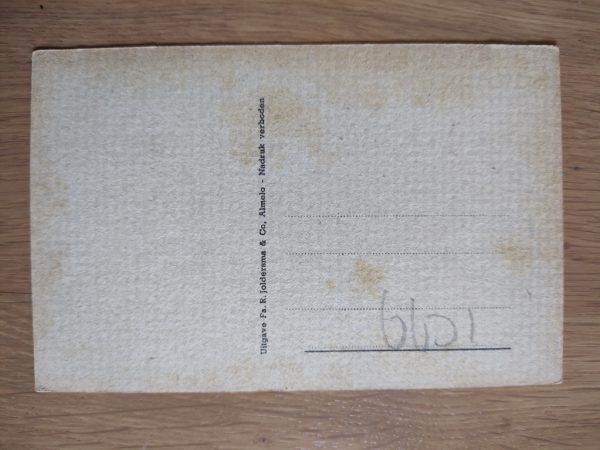 Uitgave Fa. R. Joldersma & Co, Almelo - Nadruk verboden